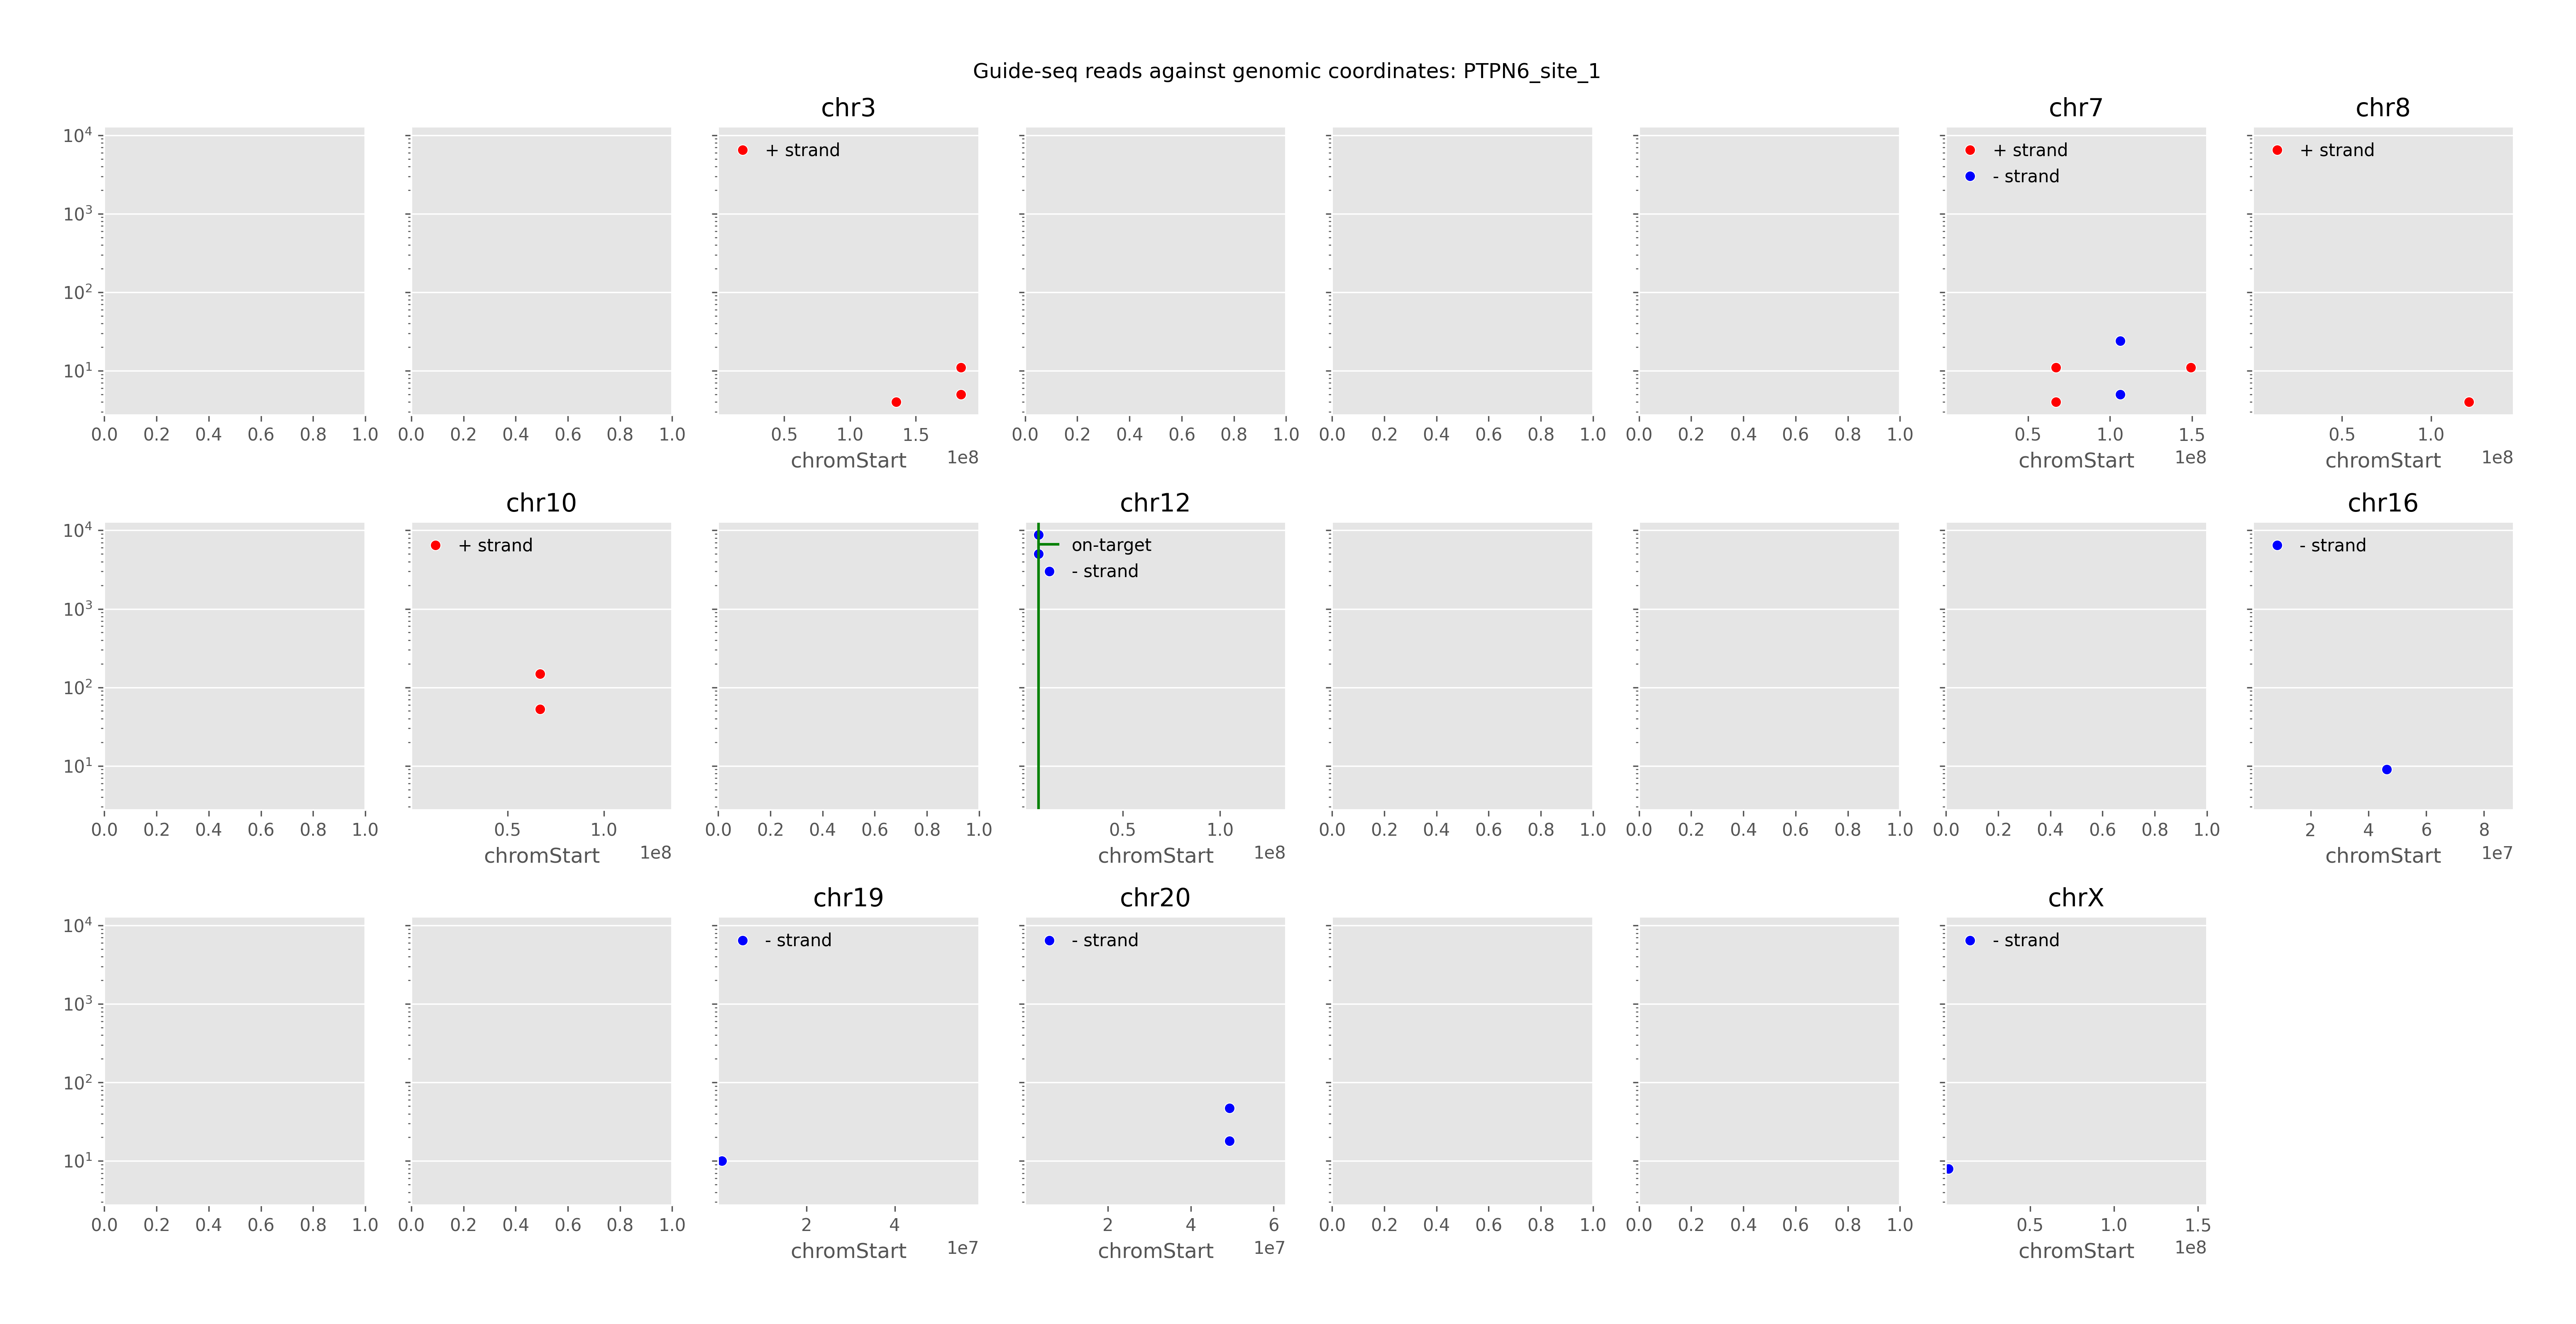 Guide-seq reads against genomic coordinates: PTPN6_site_1
chr3 chr7 chr8
10⁴ + strand + strand + strand
- strand
10³
10²
10¹
0.0 0.2 0.4 0.6 0.8 1.0 0.0 0.2 0.4 0.6 0.8 1.0 0.5 1.0 1.5 0.0 0.2 0.4 0.6 0.8 1.0 0.0 0.2 0.4 0.6 0.8 1.0 0.0 0.2 0.4 0.6 0.8 1.0 0.5 1.0 1.5 0.5 1.0
chromStart 1e8 chromStart 1e8 chromStart 1e8
chr10 chr12 chr16
10⁴ + strand on-target - strand
- strand
10³
10²
10¹
0.0 0.2 0.4 0.6 0.8 1.0 0.5 1.0 0.0 0.2 0.4 0.6 0.8 1.0 0.5 1.0 0.0 0.2 0.4 0.6 0.8 1.0 0.0 0.2 0.4 0.6 0.8 1.0 0.0 0.2 0.4 0.6 0.8 1.0 2 4 6 8
chromStart 1e8 chromStart 1e8 chromStart 1e7
chr19 chr20 chrX
10⁴ - strand - strand - strand
10³
10²
10¹
0.0 0.2 0.4 0.6 0.8 1.0 0.0 0.2 0.4 0.6 0.8 1.0 2 4 2 4 6 0.0 0.2 0.4 0.6 0.8 1.0 0.0 0.2 0.4 0.6 0.8 1.0 0.5 1.0 1.5
chromStart 1e7 chromStart 1e7 chromStart 1e8